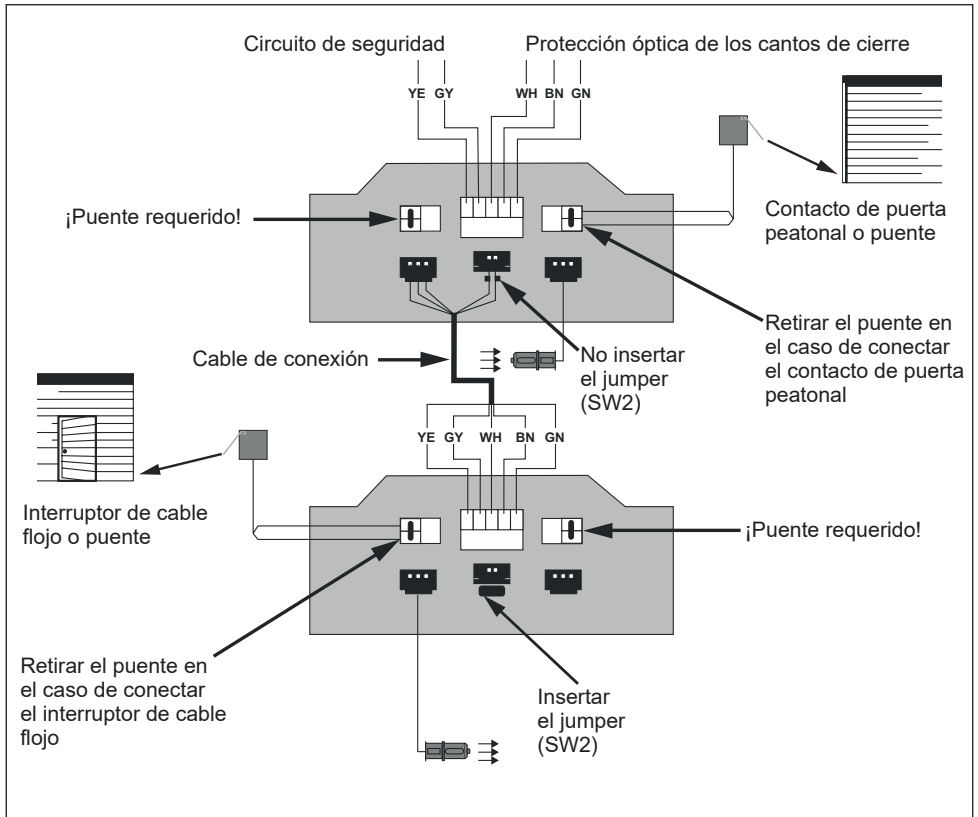 Circuito de seguridad
Protección óptica de los cantos de cierre
YE GY
WH BN GN
¡Puente requerido!
Contacto de puerta
peatonal o puente
Cable de conexión
No insertar
el jumper
(SW2)
Retirar el puente en
el caso de conectar
el contacto de puerta
peatonal
YE GY WH BN GN
Interruptor de cable
flojo o puente
¡Puente requerido!
Retirar el puente en
el caso de conectar
el interruptor de cable
flojo
Insertar
el jumper
(SW2)